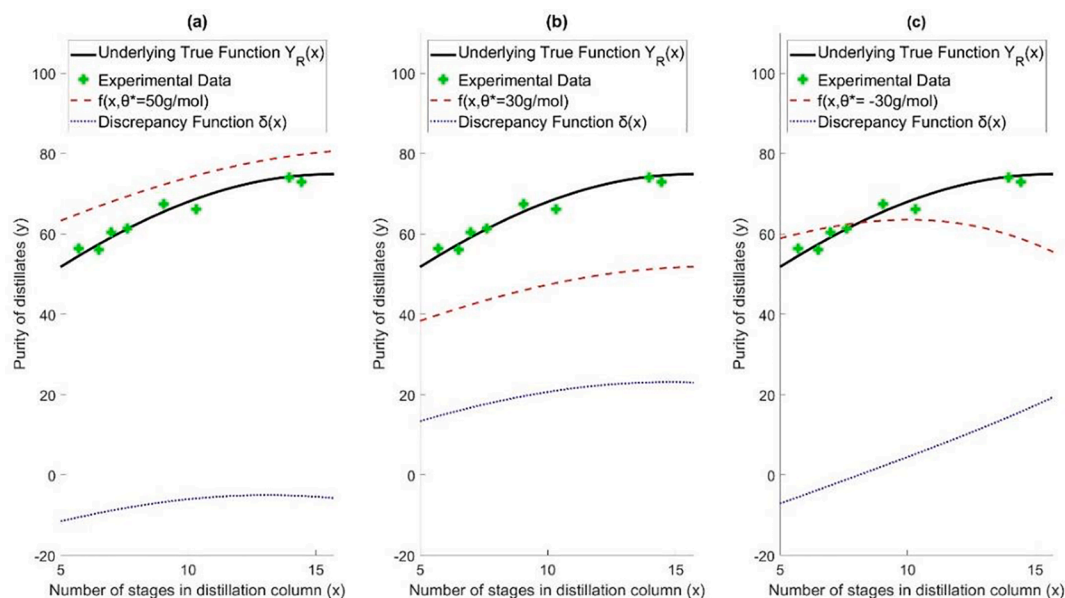 (a)
Underlying True Function Y_R(x)
Experimental Data
f(x,θ*=50g/mol)
Discrepancy Function δ(x)
100
80
60
40
20
0
-20
5
10
15
Purity of distillates (y)
Number of stages in distillation column (x)
(b)
Underlying True Function Y_R(x)
Experimental Data
f(x,θ*=30g/mol)
Discrepancy Function δ(x)
100
80
60
40
20
0
-20
5
10
15
Purity of distillates (y)
Number of stages in distillation column (x)
(c)
Underlying True Function Y_R(x)
Experimental Data
f(x,θ*= -30g/mol)
Discrepancy Function δ(x)
100
80
60
40
20
0
-20
5
10
15
Purity of distillates (y)
Number of stages in distillation column (x)